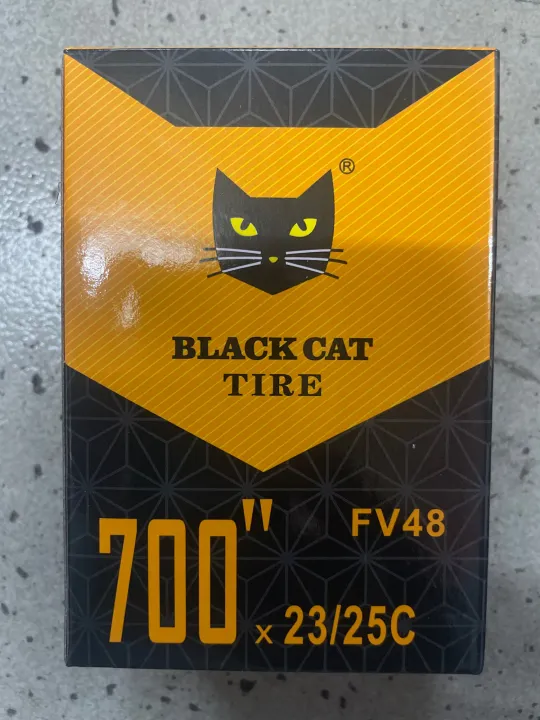 ®
BLACK CAT
TIRE
700" x 23/25C
FV48